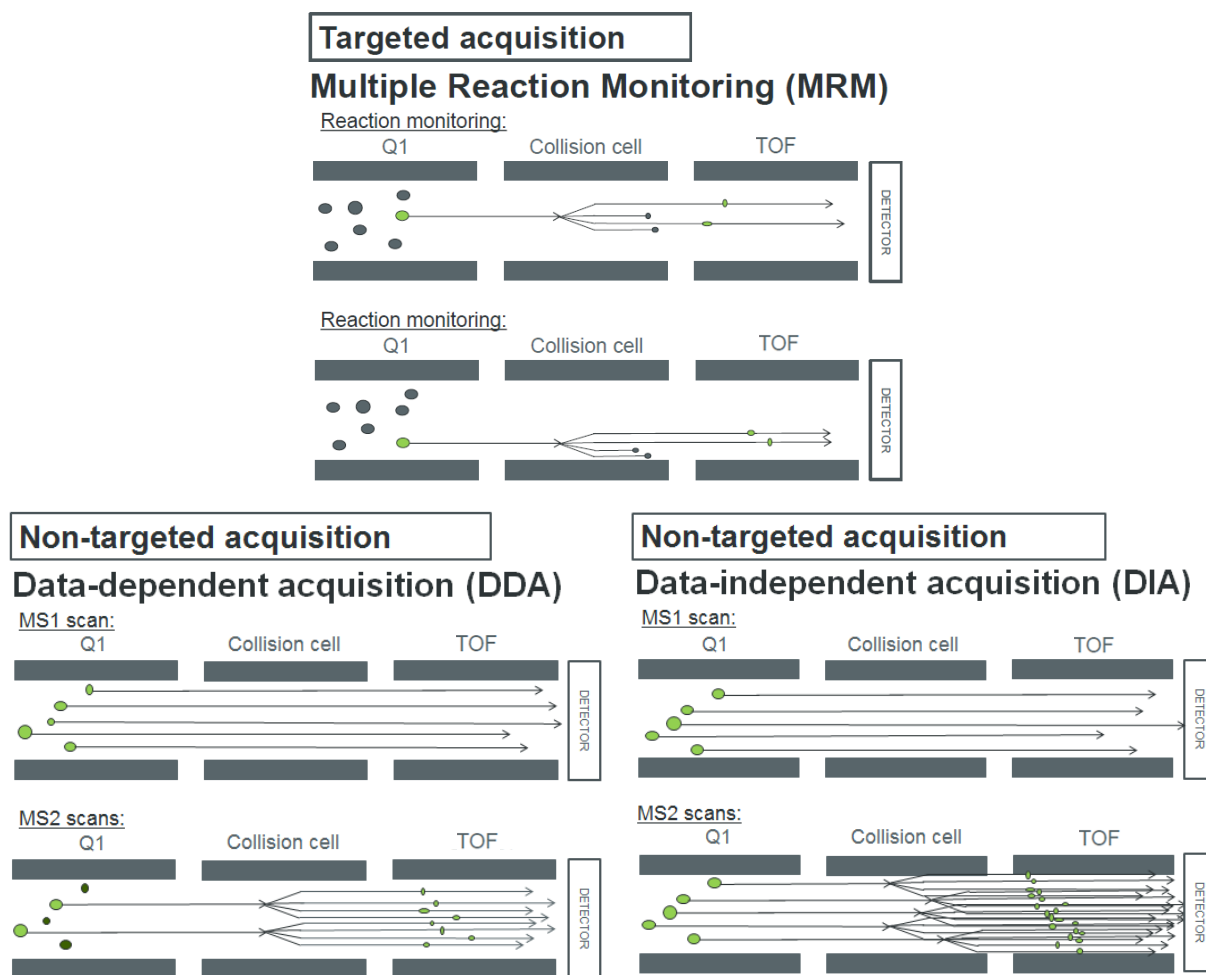 Targeted acquisition
Multiple Reaction Monitoring (MRM)
Reaction monitoring:
Q1 Collision cell TOF
DETECTOR
Reaction monitoring:
Q1 Collision cell TOF
DETECTOR
Non-targeted acquisition
Data-dependent acquisition (DDA)
MS1 scan:
Q1 Collision cell TOF
DETECTOR
MS2 scans:
Q1 Collision cell TOF
DETECTOR
Non-targeted acquisition
Data-independent acquisition (DIA)
MS1 scan:
Q1 Collision cell TOF
DETECTOR
MS2 scans:
Q1 Collision cell TOF
DETECTOR